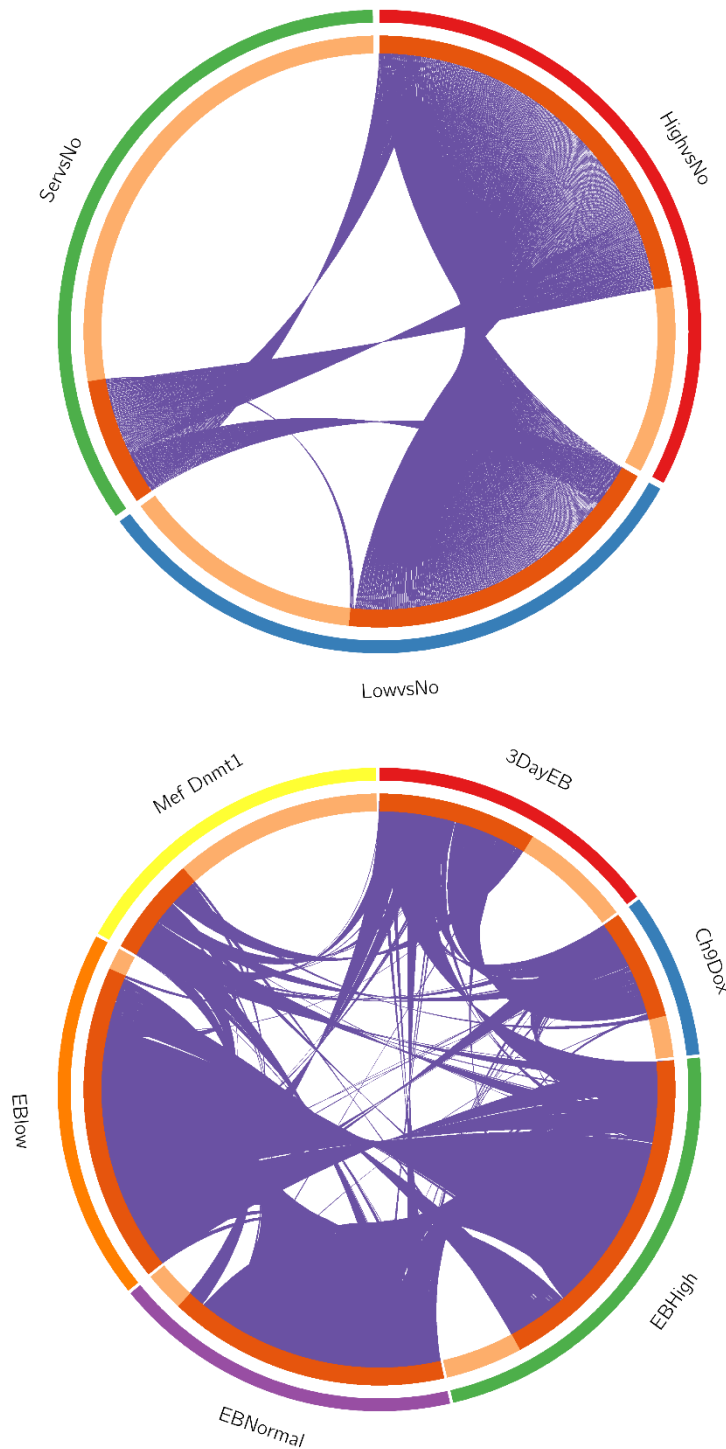 ServsNo
HighvsNo
LowvsNo
Mef Dnmt1
3DayEB
Ch9Dox
EBlow
EBHigh
EBNormal